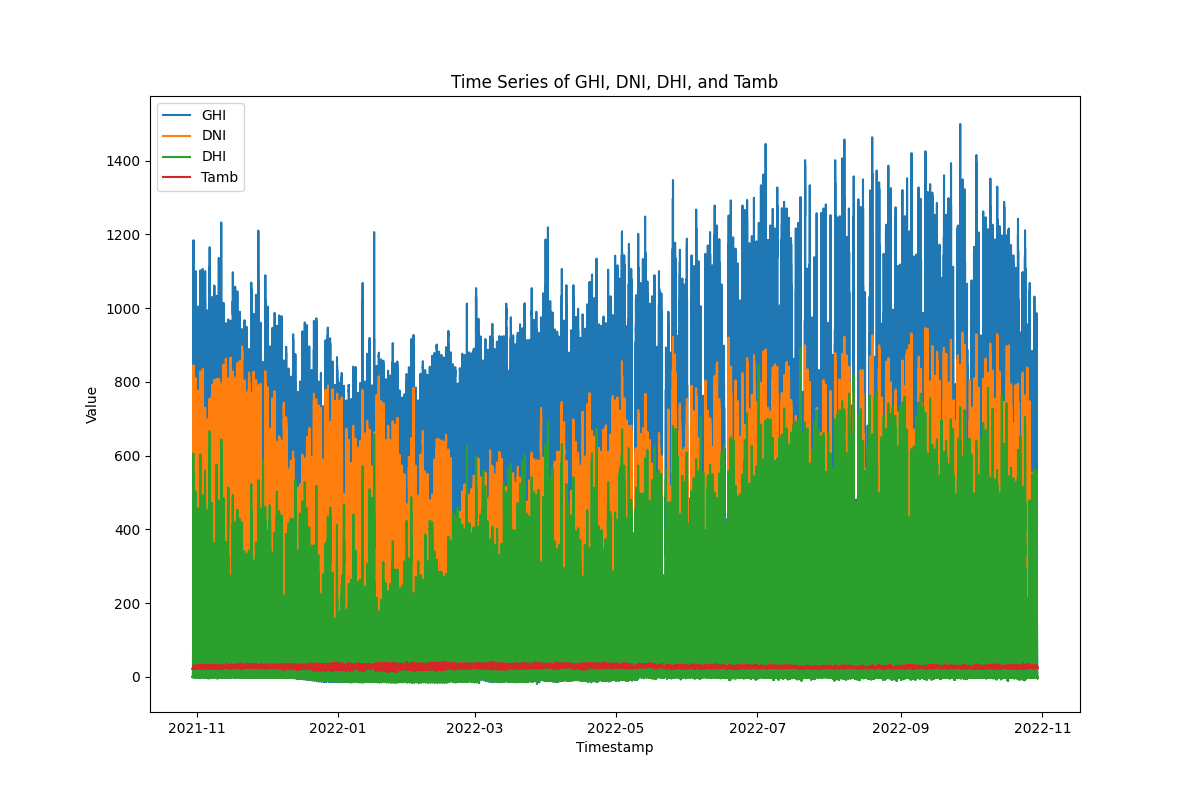 Time Series of GHI, DNI, DHI, and Tamb
GHI
DNI
DHI
Tamb
1400
1200
1000
800
600
400
200
0
Value
2021-11 2022-01 2022-03 2022-05 2022-07 2022-09 2022-11
Timestamp